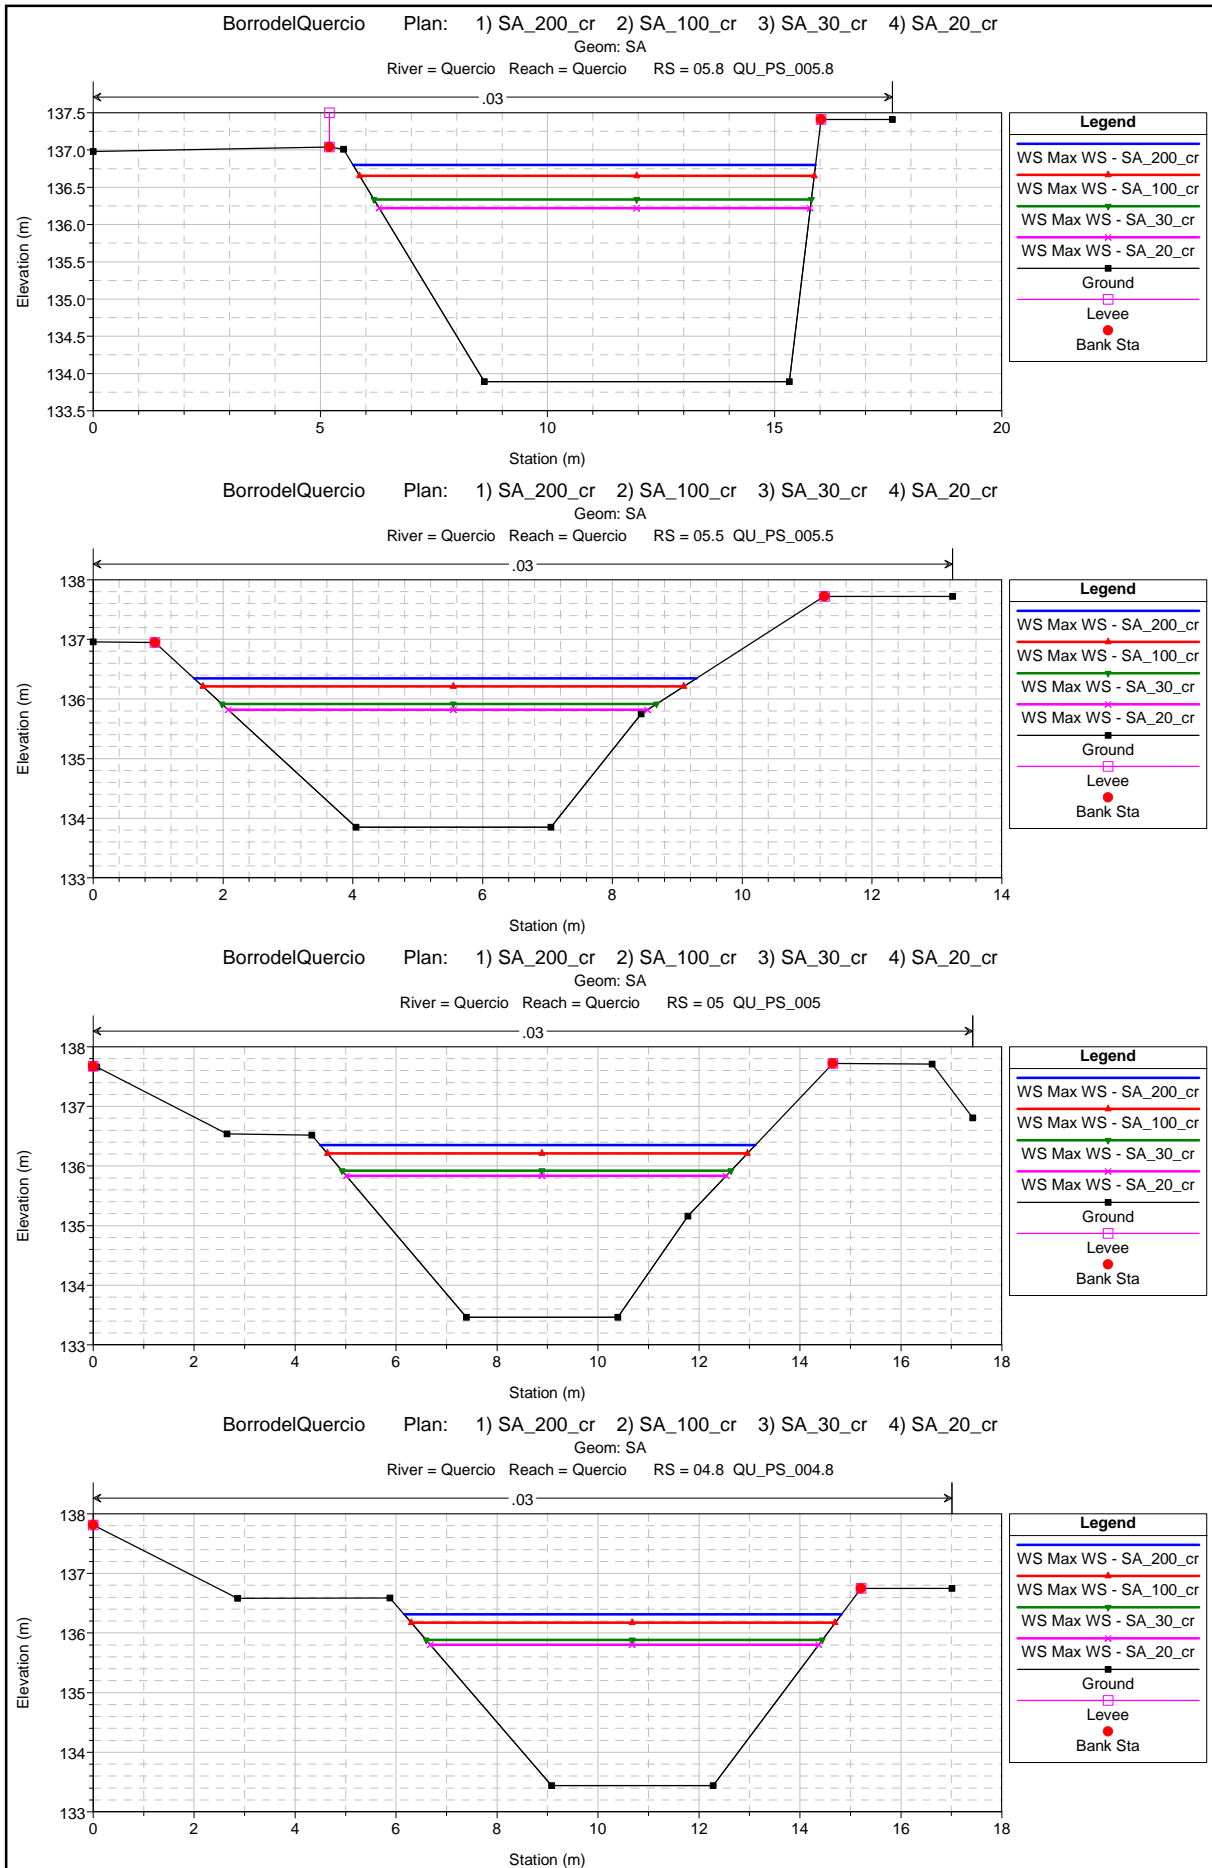 BorrodelQuercio Plan: 1) SA_200_cr 2) SA_100_cr 3) SA_30_cr 4) SA_20_cr
Geom: SA
River = Quercio Reach = Quercio RS = 05.8 QU_PS_005.8
.03
137.5
137.0
136.5
136.0
135.5
135.0
134.5
134.0
133.5
Elevation (m)
0 5 10 15 20
Station (m)
Legend
WS Max WS - SA_200_cr
WS Max WS - SA_100_cr
WS Max WS - SA_30_cr
WS Max WS - SA_20_cr
Ground
Levee
Bank Sta
BorrodelQuercio Plan: 1) SA_200_cr 2) SA_100_cr 3) SA_30_cr 4) SA_20_cr
Geom: SA
River = Quercio Reach = Quercio RS = 05.5 QU_PS_005.5
.03
138
137
136
135
134
133
Elevation (m)
0 2 4 6 8 10 12 14
Station (m)
Legend
WS Max WS - SA_200_cr
WS Max WS - SA_100_cr
WS Max WS - SA_30_cr
WS Max WS - SA_20_cr
Ground
Levee
Bank Sta
BorrodelQuercio Plan: 1) SA_200_cr 2) SA_100_cr 3) SA_30_cr 4) SA_20_cr
Geom: SA
River = Quercio Reach = Quercio RS = 05 QU_PS_005
.03
138
137
136
135
134
133
Elevation (m)
0 2 4 6 8 10 12 14 16 18
Station (m)
Legend
WS Max WS - SA_200_cr
WS Max WS - SA_100_cr
WS Max WS - SA_30_cr
WS Max WS - SA_20_cr
Ground
Levee
Bank Sta
BorrodelQuercio Plan: 1) SA_200_cr 2) SA_100_cr 3) SA_30_cr 4) SA_20_cr
Geom: SA
River = Quercio Reach = Quercio RS = 04.8 QU_PS_004.8
.03
138
137
136
135
134
133
Elevation (m)
0 2 4 6 8 10 12 14 16 18
Station (m)
Legend
WS Max WS - SA_200_cr
WS Max WS - SA_100_cr
WS Max WS - SA_30_cr
WS Max WS - SA_20_cr
Ground
Levee
Bank Sta